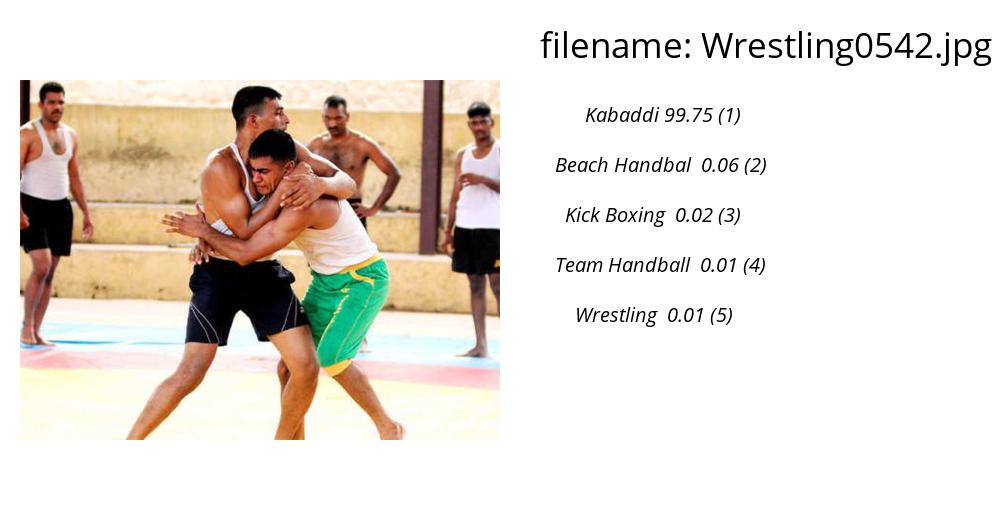 filename: Wrestling0542.jpg
Kabaddi 99.75 (1)
Beach Handbal 0.06 (2)
Kick Boxing 0.02 (3)
Team Handball 0.01 (4)
Wrestling 0.01 (5)